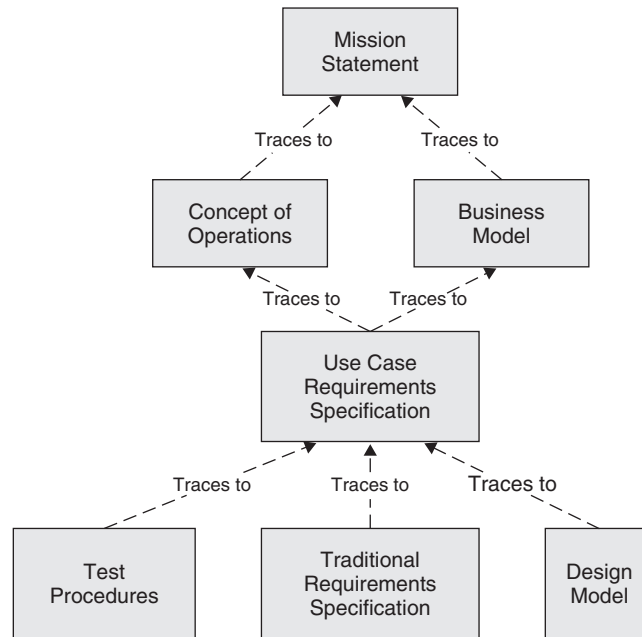 Mission
Statement
Traces to
Traces to
Concept of
Operations
Business
Model
Traces to
Traces to
Use Case
Requirements
Specification
Traces to
Traces to
Traces to
Test
Procedures
Traditional
Requirements
Specification
Design
Model